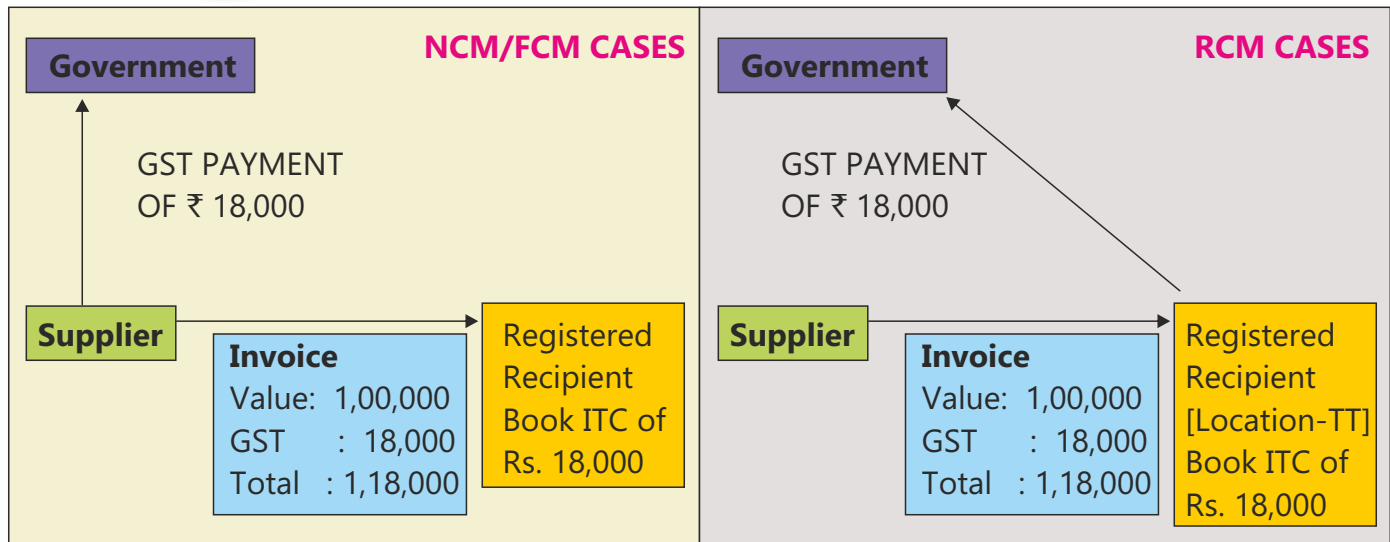 NCM/FCM CASES
Government
GST PAYMENT
OF ₹ 18,000
Supplier
Invoice
Value: 1,00,000
GST : 18,000
Total : 1,18,000
Registered
Recipient
Book ITC of
Rs. 18,000
RCM CASES
Government
GST PAYMENT
OF ₹ 18,000
Supplier
Invoice
Value: 1,00,000
GST : 18,000
Total : 1,18,000
Registered
Recipient
[Location-TT]
Book ITC of
Rs. 18,000